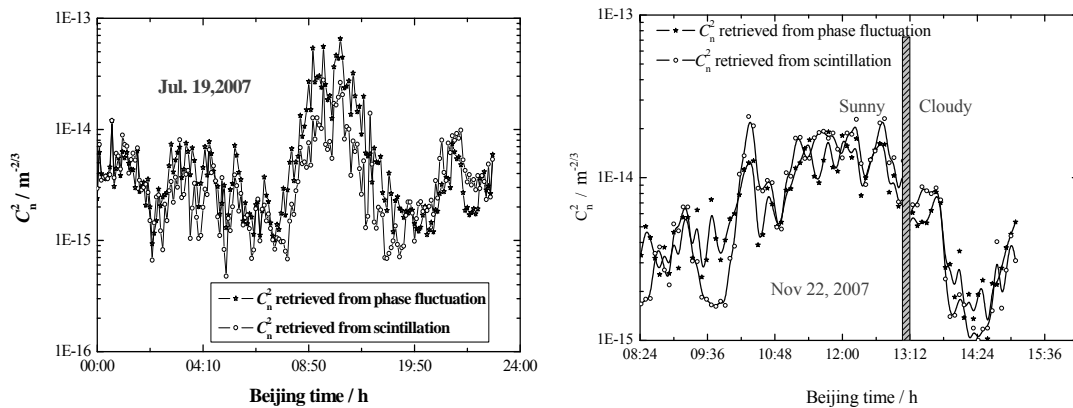 1E-12
1E-13
1E-14
1E-15
1E-16
C_n^2 / m^{-2/3}
Jul. 19,2007
C_n^2 retrieved from phase fluctuation
C_n^2 retrieved from scintillation
00:00 04:10 08:50 19:50 24:00
Beijing time / h
1E-13
1E-14
1E-15
C_n^2 / m^{-2/3}
C_n^2 retrieved from phase fluctuation
C_n^2 retrieved from scintillation
Sunny Cloudy
Nov 22, 2007
08:24 09:36 10:48 12:00 13:12 14:24 15:36
Beijing time / h